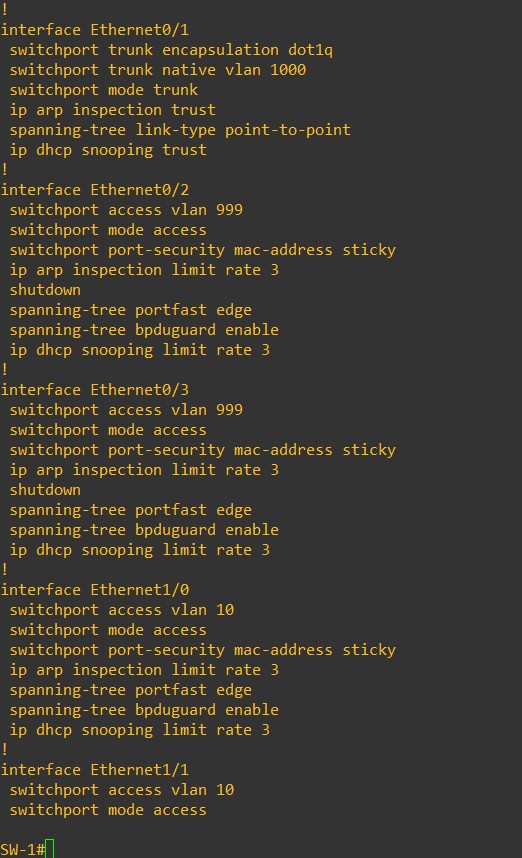 !
interface Ethernet0/1
 switchport trunk encapsulation dot1q
 switchport trunk native vlan 1000
 switchport mode trunk
 ip arp inspection trust
 spanning-tree link-type point-to-point
 ip dhcp snooping trust
!
interface Ethernet0/2
 switchport access vlan 999
 switchport mode access
 switchport port-security mac-address sticky
 ip arp inspection limit rate 3
 shutdown
 spanning-tree portfast edge
 spanning-tree bpduguard enable
 ip dhcp snooping limit rate 3
!
interface Ethernet0/3
 switchport access vlan 999
 switchport mode access
 switchport port-security mac-address sticky
 ip arp inspection limit rate 3
 shutdown
 spanning-tree portfast edge
 spanning-tree bpduguard enable
 ip dhcp snooping limit rate 3
!
interface Ethernet1/0
 switchport access vlan 10
 switchport mode access
 switchport port-security mac-address sticky
 ip arp inspection limit rate 3
 spanning-tree portfast edge
 spanning-tree bpduguard enable
 ip dhcp snooping limit rate 3
!
interface Ethernet1/1
 switchport access vlan 10
 switchport mode access

SW-1#